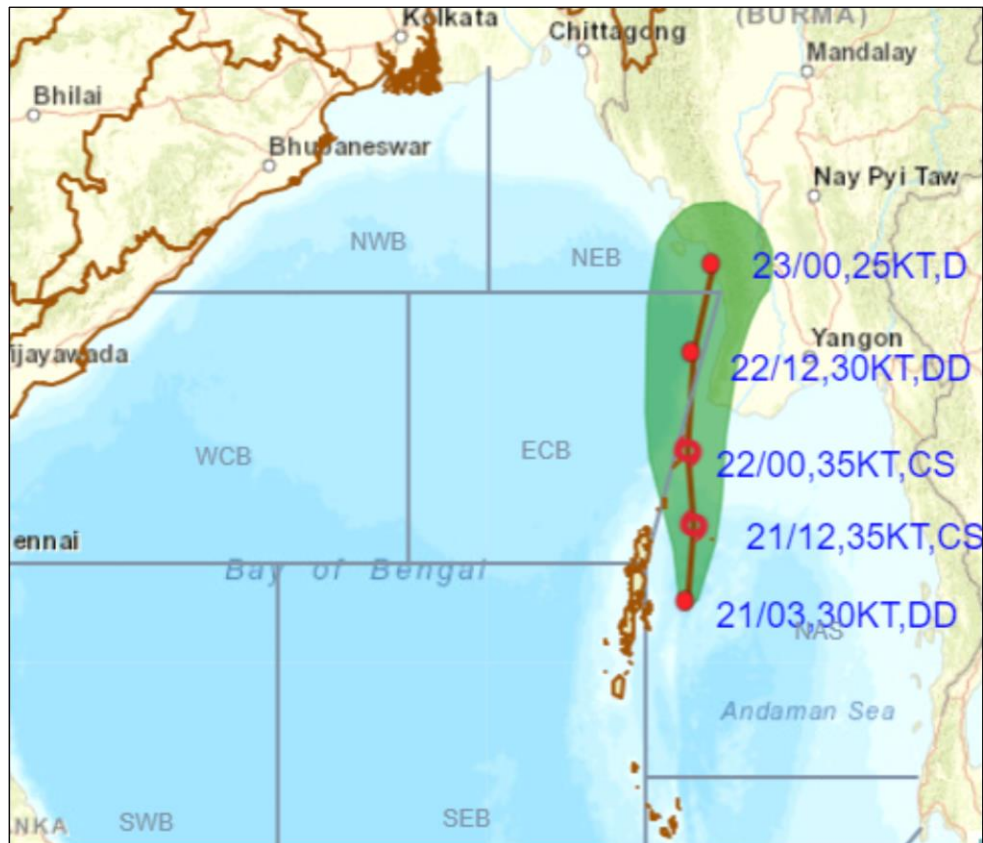 (BURMA)
Kolkata
Chittagong
Mandalay
Bhilai
Bhubaneswar
Nay Pyi Taw
NWB
NEB
23/00,25KT,D
Yangon
ijayawada
22/12,30KT,DD
WCB
ECB
22/00,35KT,CS
ennai
21/12,35KT,CS
Bay of Bengal
21/03,30KT,DD
NAS
Andaman Sea
NKA
SWB
SEB